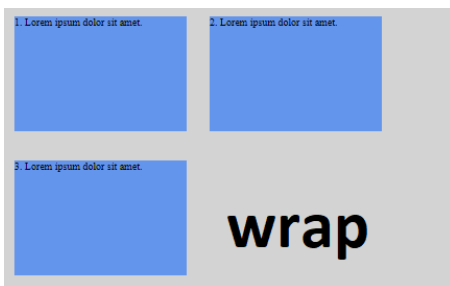 1. Lorem ipsum dolor sit amet.
2. Lorem ipsum dolor sit amet.
3. Lorem ipsum dolor sit amet.
wrap